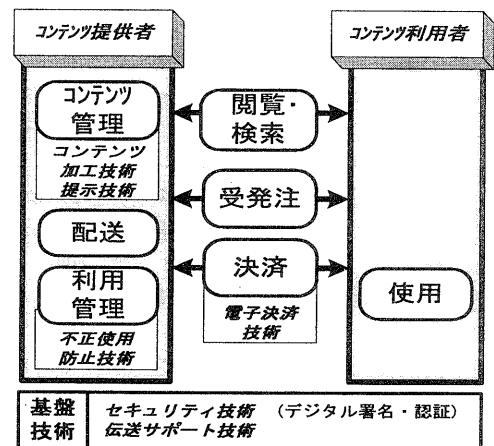 コンテンツ提供者
コンテンツ利用者
コンテンツ
管理
コンテンツ
加工技術
提示技術
配送
利用
管理
不正使用
防止技術
閲覧・
検索
受発注
決済
電子決済
技術
使用
基盤
技術
セキュリティ技術 (デジタル署名・認証)
伝送サポート技術